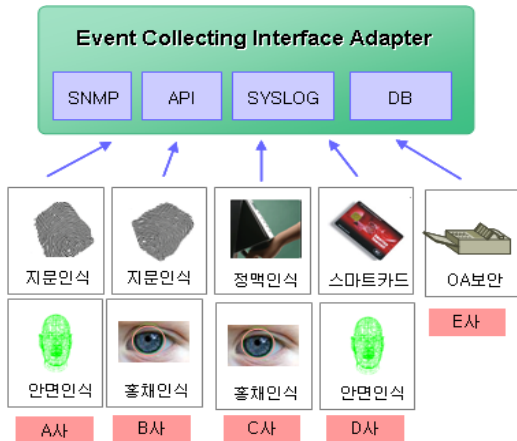 Event Collecting Interface Adapter
SNMP API SYSLOG DB
지문인식 지문인식 정맥인식 스마트카드 OA보안
E사
안면인식 홍채인식 홍채인식 안면인식
A사 B사 C사 D사